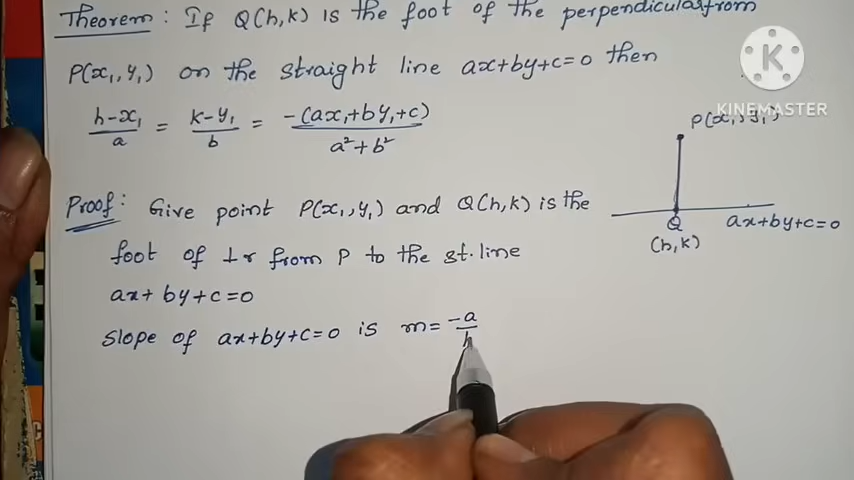 Theorem: If Q(h,k) is the foot of the perpendicular from
P(x₁,y₁) on the straight line ax+by+c=0 then
h-x₁/a = k-y₁/b = -(ax₁+by₁+c)/a²+b²
Proof: Give point P(x₁,y₁) and Q(h,k) is the
foot of ⊥r from P to the st.line
ax+by+c=0
slope of ax+by+c=0 is m= -a/b
K
KINEMASTER
P(x₁,y₁)
Q
(h,k)
ax+by+c=0